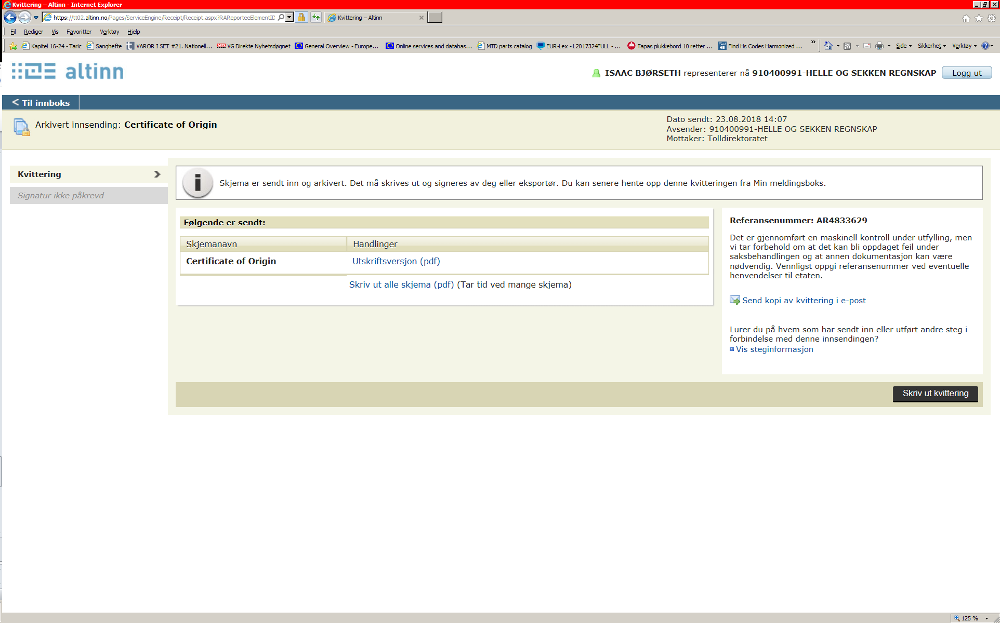 Kvittering – Altinn - Internet Explorer
https://tt02.altinn.no/Pages/ServiceEngine/Receipt/Receipt.aspx?RAReporteeElementID
Kvittering – Altinn
Fil Rediger Vis Favoritter Verktøy Hjelp
Kapitel 16-24 - Taric Sanghefte VAROR I SET #21. Nationell... VG Direkte Nyhetsdøgnet General Overview - Europe... Online services and databas... MTD parts catalog EUR-Lex - L2017324FULL - ... Tapas plukkebord 10 retter ... Find Hs Codes Harmonized ... » Side Sikkerhet Verktøy
altinn
ISAAC BJØRSETH representerer nå 910400991-HELLE OG SEKKEN REGNSKAP Logg ut
< Til innboks
Arkivert innsending: Certificate of Origin
Dato sendt: 23.08.2018 14:07
Avsender: 910400991-HELLE OG SEKKEN REGNSKAP
Mottaker: Tolldirektoratet
Kvittering
Signatur ikke påkrevd
Skjema er sendt inn og arkivert. Det må skrives ut og signeres av deg eller eksportør. Du kan senere hente opp denne kvitteringen fra Min meldingsboks.
Følgende er sendt:
Skjemanavn Handlinger
Certificate of Origin Utskriftsversjon (pdf)
Skriv ut alle skjema (pdf) (Tar tid ved mange skjema)
Referansenummer: AR4833629
Det er gjennomført en maskinell kontroll under utfylling, men
vi tar forbehold om at det kan bli oppdaget feil under
saksbehandlingen og at annen dokumentasjon kan være
nødvendig. Vennligst oppgi referansenummer ved eventuelle
henvendelser til etaten.
Send kopi av kvittering i e-post
Lurer du på hvem som har sendt inn eller utført andre steg i
forbindelse med denne innsendingen?
Vis steginformasjon
Skriv ut kvittering
125 %